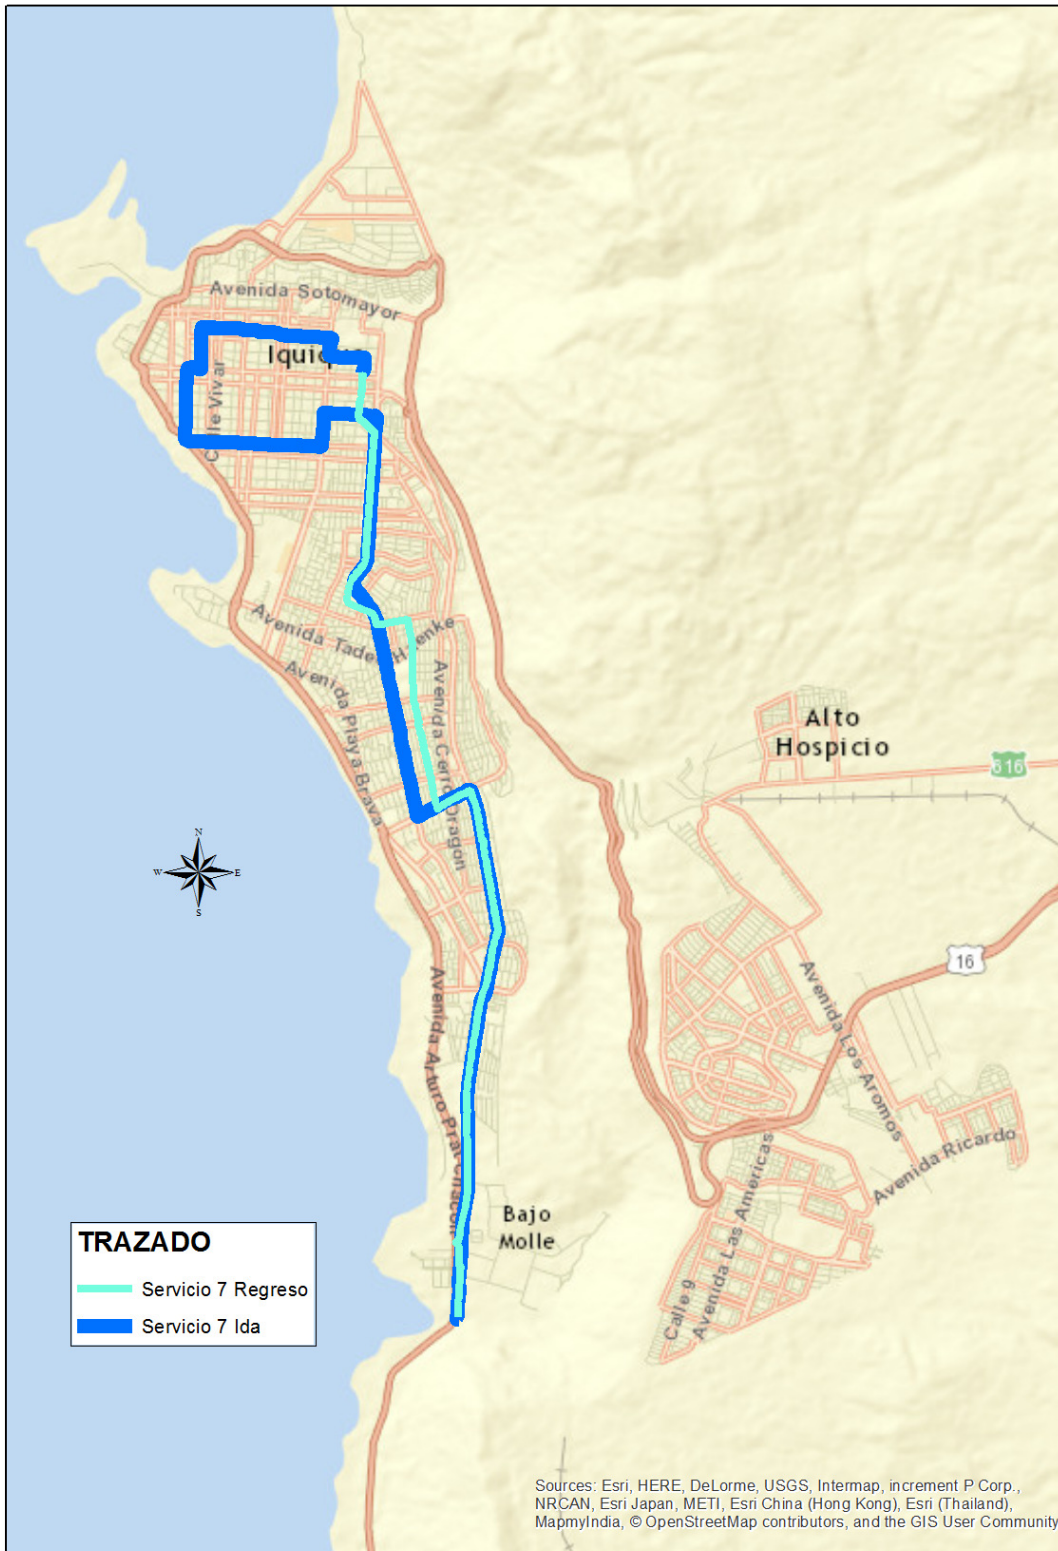 Avenida Sotomayor
Iquique
Calle Vivar
Avenida Tadeo Haenke
Avenida Playa Brava
Avenida Cerro Dragon
Alto
Hospicio
616
N
W
E
S
16
Avenida Arturo Prat Chacon
Avenida Los Aromos
Avenida Ricardo
Avenida Las Americas
Calle 9
Bajo
Molle
TRAZADO
Servicio 7 Regreso
Servicio 7 Ida
Sources: Esri, HERE, DeLorme, USGS, Intermap, increment P Corp.,
NRCAN, Esri Japan, METI, Esri China (Hong Kong), Esri (Thailand),
MapmyIndia, © OpenStreetMap contributors, and the GIS User Community